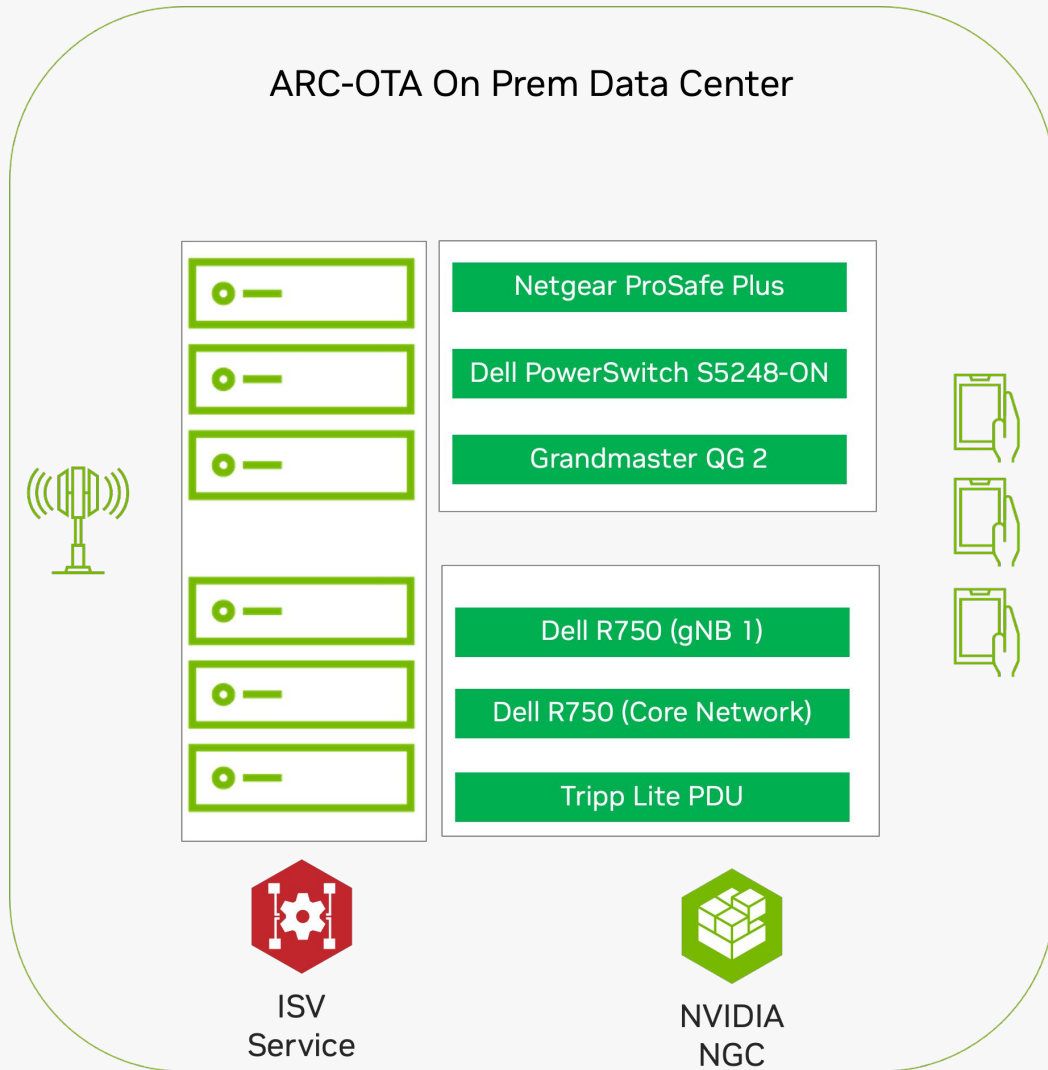 ARC-OTA On Prem Data Center
Netgear ProSafe Plus
Dell PowerSwitch S5248-ON
Grandmaster QG 2
Dell R750 (gNB 1)
Dell R750 (Core Network)
Tripp Lite PDU
ISV
Service
NVIDIA
NGC